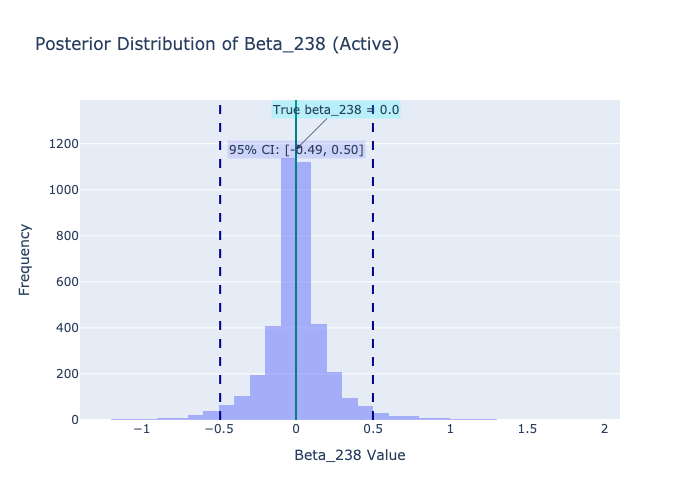 Posterior Distribution of Beta_238 (Active)
True beta_238 = 0.0
95% CI: [-0.49, 0.50]
1200
1000
800
600
400
200
0
Frequency
−1
−0.5
0
0.5
1
1.5
2
Beta_238 Value